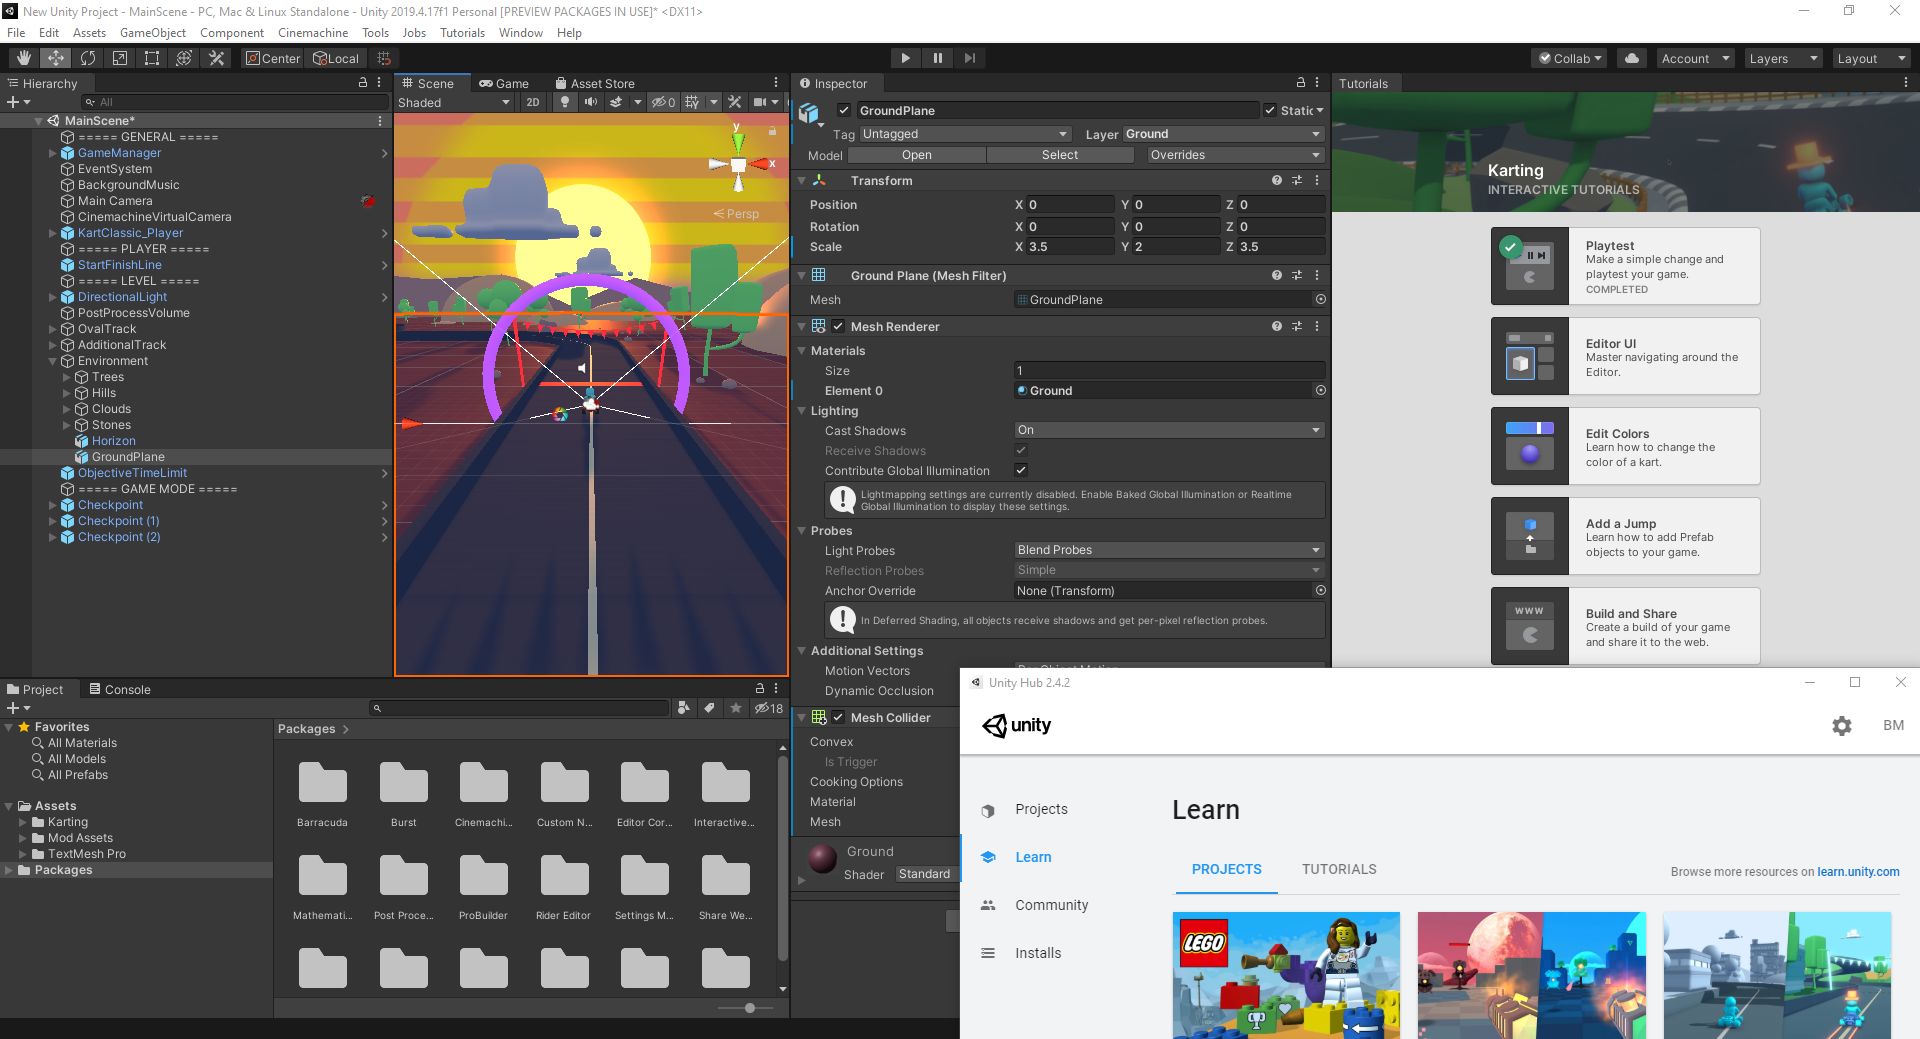 New Unity Project - MainScene - PC, Mac & Linux Standalone - Unity 2019.4.17f1 Personal [PREVIEW PACKAGES IN USE]* <DX11>
File Edit Assets GameObject Component Cinemachine Tools Jobs Tutorials Window Help
Center Local Collab Account Layers Layout
Hierarchy
All
MainScene*
===== GENERAL =====
GameManager
EventSystem
BackgroundMusic
Main Camera
CinemachineVirtualCamera
KartClassic_Player
===== PLAYER =====
StartFinishLine
===== LEVEL =====
DirectionalLight
PostProcessVolume
OvalTrack
AdditionalTrack
Environment
Trees
Hills
Clouds
Stones
Horizon
GroundPlane
ObjectiveTimeLimit
===== GAME MODE =====
Checkpoint
Checkpoint (1)
Checkpoint (2)
Scene Game Asset Store
Shaded 2D 0
y
x
Persp
Inspector
GroundPlane Static
Tag Untagged Layer Ground
Model Open Select Overrides
Transform
Position X 0 Y 0 Z 0
Rotation X 0 Y 0 Z 0
Scale X 3.5 Y 2 Z 3.5
Ground Plane (Mesh Filter)
Mesh GroundPlane
Mesh Renderer
Materials
Size 1
Element 0 Ground
Lighting
Cast Shadows On
Receive Shadows
Contribute Global Illumination
Lightmapping settings are currently disabled. Enable Baked Global Illumination or Realtime
Global Illumination to display these settings.
Probes
Light Probes Blend Probes
Reflection Probes Simple
Anchor Override None (Transform)
In Deferred Shading, all objects receive shadows and get per-pixel reflection probes.
Additional Settings
Motion Vectors Per Object Motion
Dynamic Occlusion
Mesh Collider
Convex
Is Trigger
Cooking Options
Material
Mesh
Ground
Shader Standard
Tutorials
Karting
INTERACTIVE TUTORIALS
Playtest
Make a simple change and
playtest your game.
COMPLETED
Editor UI
Master navigating around the
Editor.
Edit Colors
Learn how to change the
color of a kart.
Add a Jump
Learn how to add Prefab
objects to your game.
WWW
Build and Share
Create a build of your game
and share it to the web.
Project Console
18
Favorites
All Materials
All Models
All Prefabs
Assets
Karting
Mod Assets
TextMesh Pro
Packages
Packages
Barracuda Burst Cinemachi... Custom N... Editor Cor... Interactive...
Mathemati... Post Proce... ProBuilder Rider Editor Settings M... Share We...
Unity Hub 2.4.2
unity
BM
Projects
Learn
Community
Installs
Learn
PROJECTS TUTORIALS
Browse more resources on learn.unity.com
LEGO